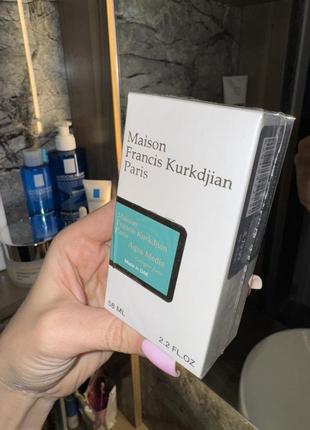 Maison
Francis Kurkdjian
Paris
Maison
Francis Kurkdjian
Paris
Aqua Media
Made in UAE
58 ML
2.2 FL.OZ